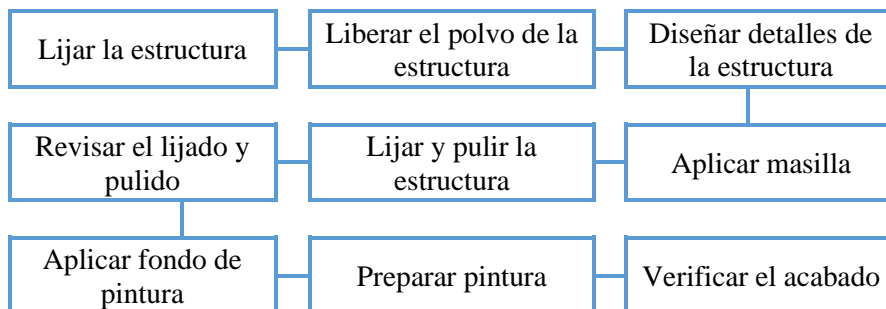 Lijar la estructura
Liberar el polvo de la
estructura
Diseñar detalles de
la estructura
Revisar el lijado y
pulido
Lijar y pulir la
estructura
Aplicar masilla
Aplicar fondo de
pintura
Preparar pintura
Verificar el acabado